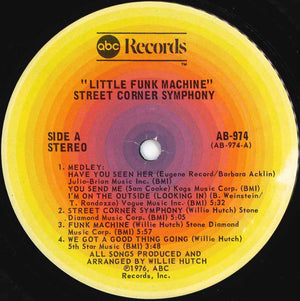 abc Records
"LITTLE FUNK MACHINE"
STREET CORNER SYMPHONY
SIDE A
STEREO
AB-974
(AB-974-A)
1. MEDLEY:
HAVE YOU SEEN HER (Eugene Record/Barbara Acklin)
Julio-Brian Music Inc. (BMI)
YOU SEND ME (Sam Cooke) Kags Music Corp. (BMI)
I'M ON THE OUTSIDE (LOOKING IN) (B. Weinstein/
T. Randozzo) Vogue Music Inc. (BMI) 5:32
2. STREET CORNER SYMPHONY (Willie Hutch) Stone
Diamond Music Corp. (BMI) 5:05
3. FUNK MACHINE (Willie Hutch) Stone Diamond
Music Corp. (BMI) 5:57
4. WE GOT A GOOD THING GOING (Willie Hutch)
5th Star Music (BMI) 3:48
ALL SONGS PRODUCED AND
ARRANGED BY WILLIE HUTCH
℗1976, ABC
Records, Inc.